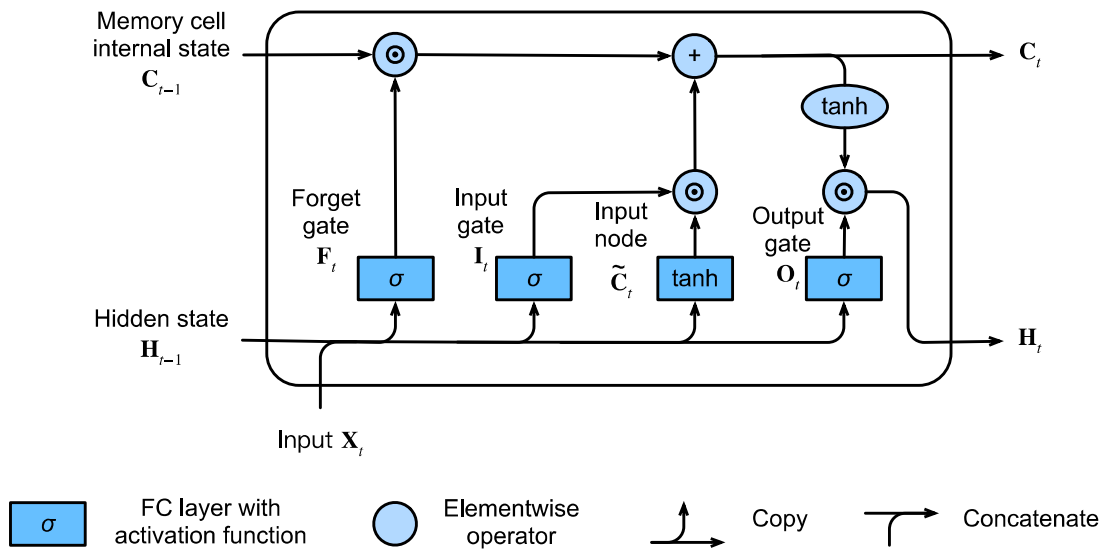 Memory cell
internal state
C_{t−1}
C_t
+
tanh
Forget
gate
F_t
σ
Input
gate
I_t
σ
Input
node
C̃_t
tanh
Output
gate
O_t
σ
Hidden state
H_{t−1}
H_t
Input X_t
σ
FC layer with
activation function
Elementwise
operator
Copy
Concatenate